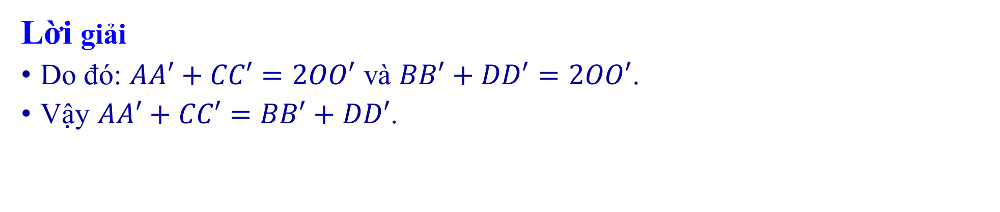 Lời giải
• Do đó: 𝐴𝐴′ + 𝐶𝐶′ = 2𝑂𝑂′ và 𝐵𝐵′ + 𝐷𝐷′ = 2𝑂𝑂′.
• Vậy 𝐴𝐴′ + 𝐶𝐶′ = 𝐵𝐵′ + 𝐷𝐷′.